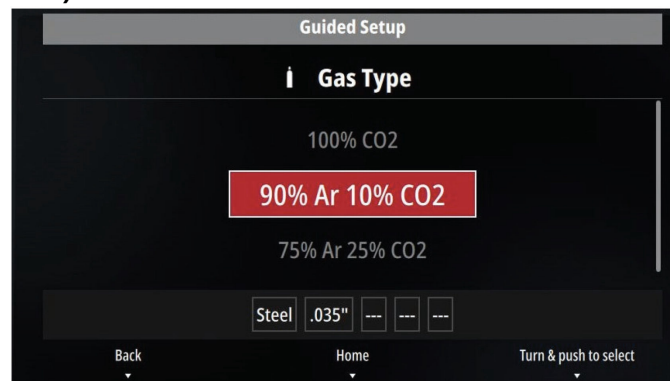 Guided Setup
Gas Type
100% CO2
90% Ar 10% CO2
75% Ar 25% CO2
Steel .035" --- --- ---
Back Home Turn & push to select